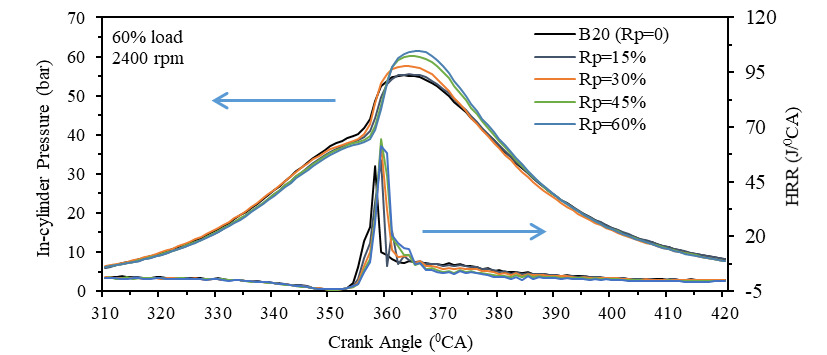 70
60
50
40
30
20
10
0
In-cylinder Pressure (bar)
60% load
2400 rpm
B20 (Rp=0)
Rp=15%
Rp=30%
Rp=45%
Rp=60%
120
95
70
45
20
-5
HRR (J/⁰CA)
310 320 330 340 350 360 370 380 390 400 410 420
Crank Angle (⁰CA)